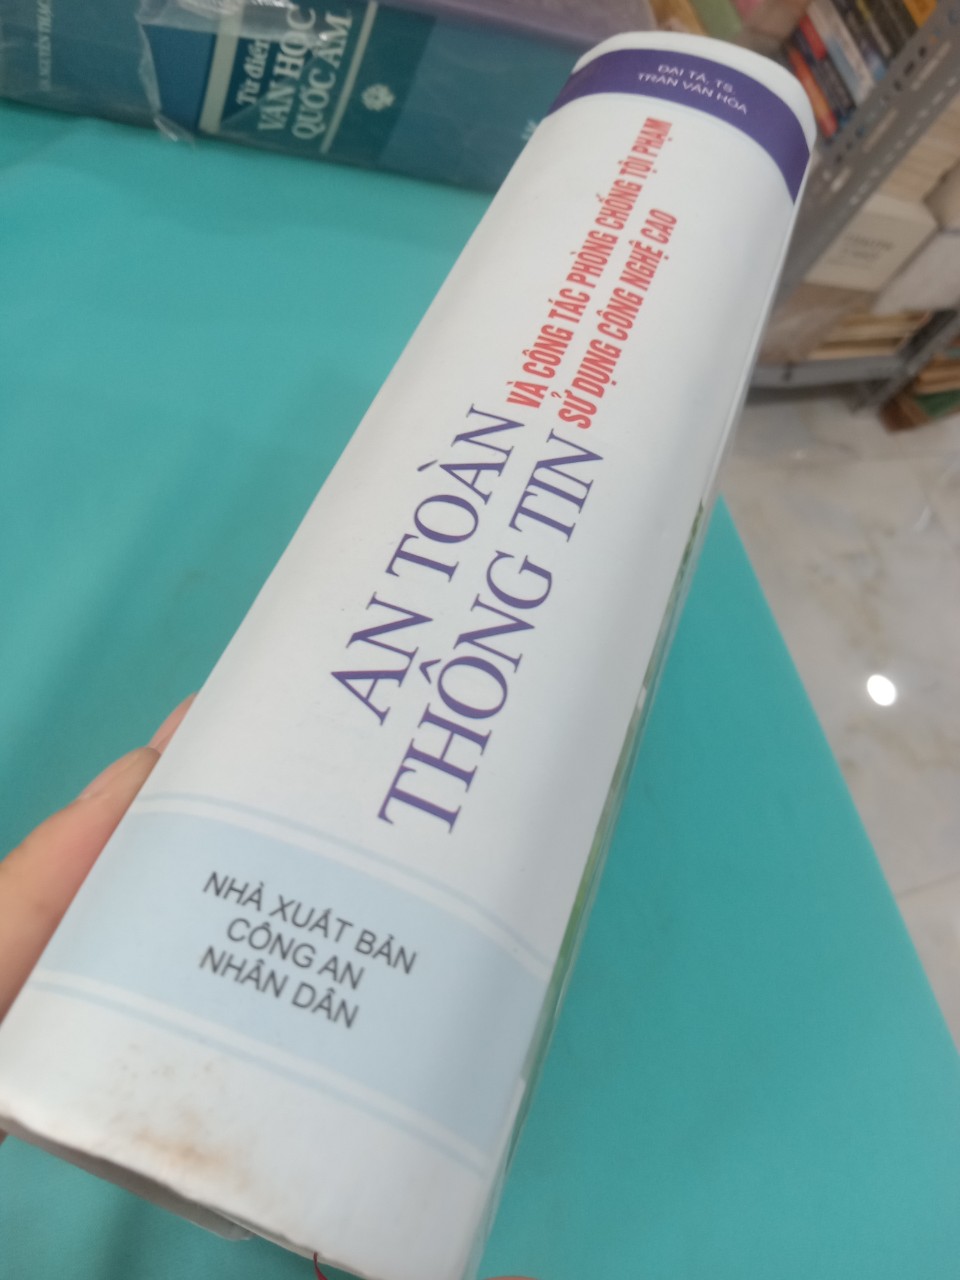 ĐẠI TÁ, TS.
TRẦN VĂN HÒA
AN TOÀN
THÔNG TIN
VÀ CÔNG TÁC PHÒNG CHỐNG TỘI PHẠM
SỬ DỤNG CÔNG NGHỆ CAO
NHÀ XUẤT BẢN
CÔNG AN
NHÂN DÂN
Từ điển
VĂN HỌC
QUỐC ÂM